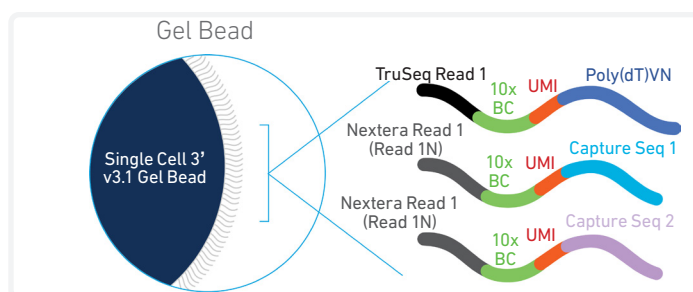 Gel Bead
Single Cell 3’
v3.1 Gel Bead
TruSeq Read 1
10x
BC
UMI
Poly(dT)VN
Nextera Read 1
(Read 1N)
10x
BC
UMI
Capture Seq 1
Nextera Read 1
(Read 1N)
10x
BC
UMI
Capture Seq 2